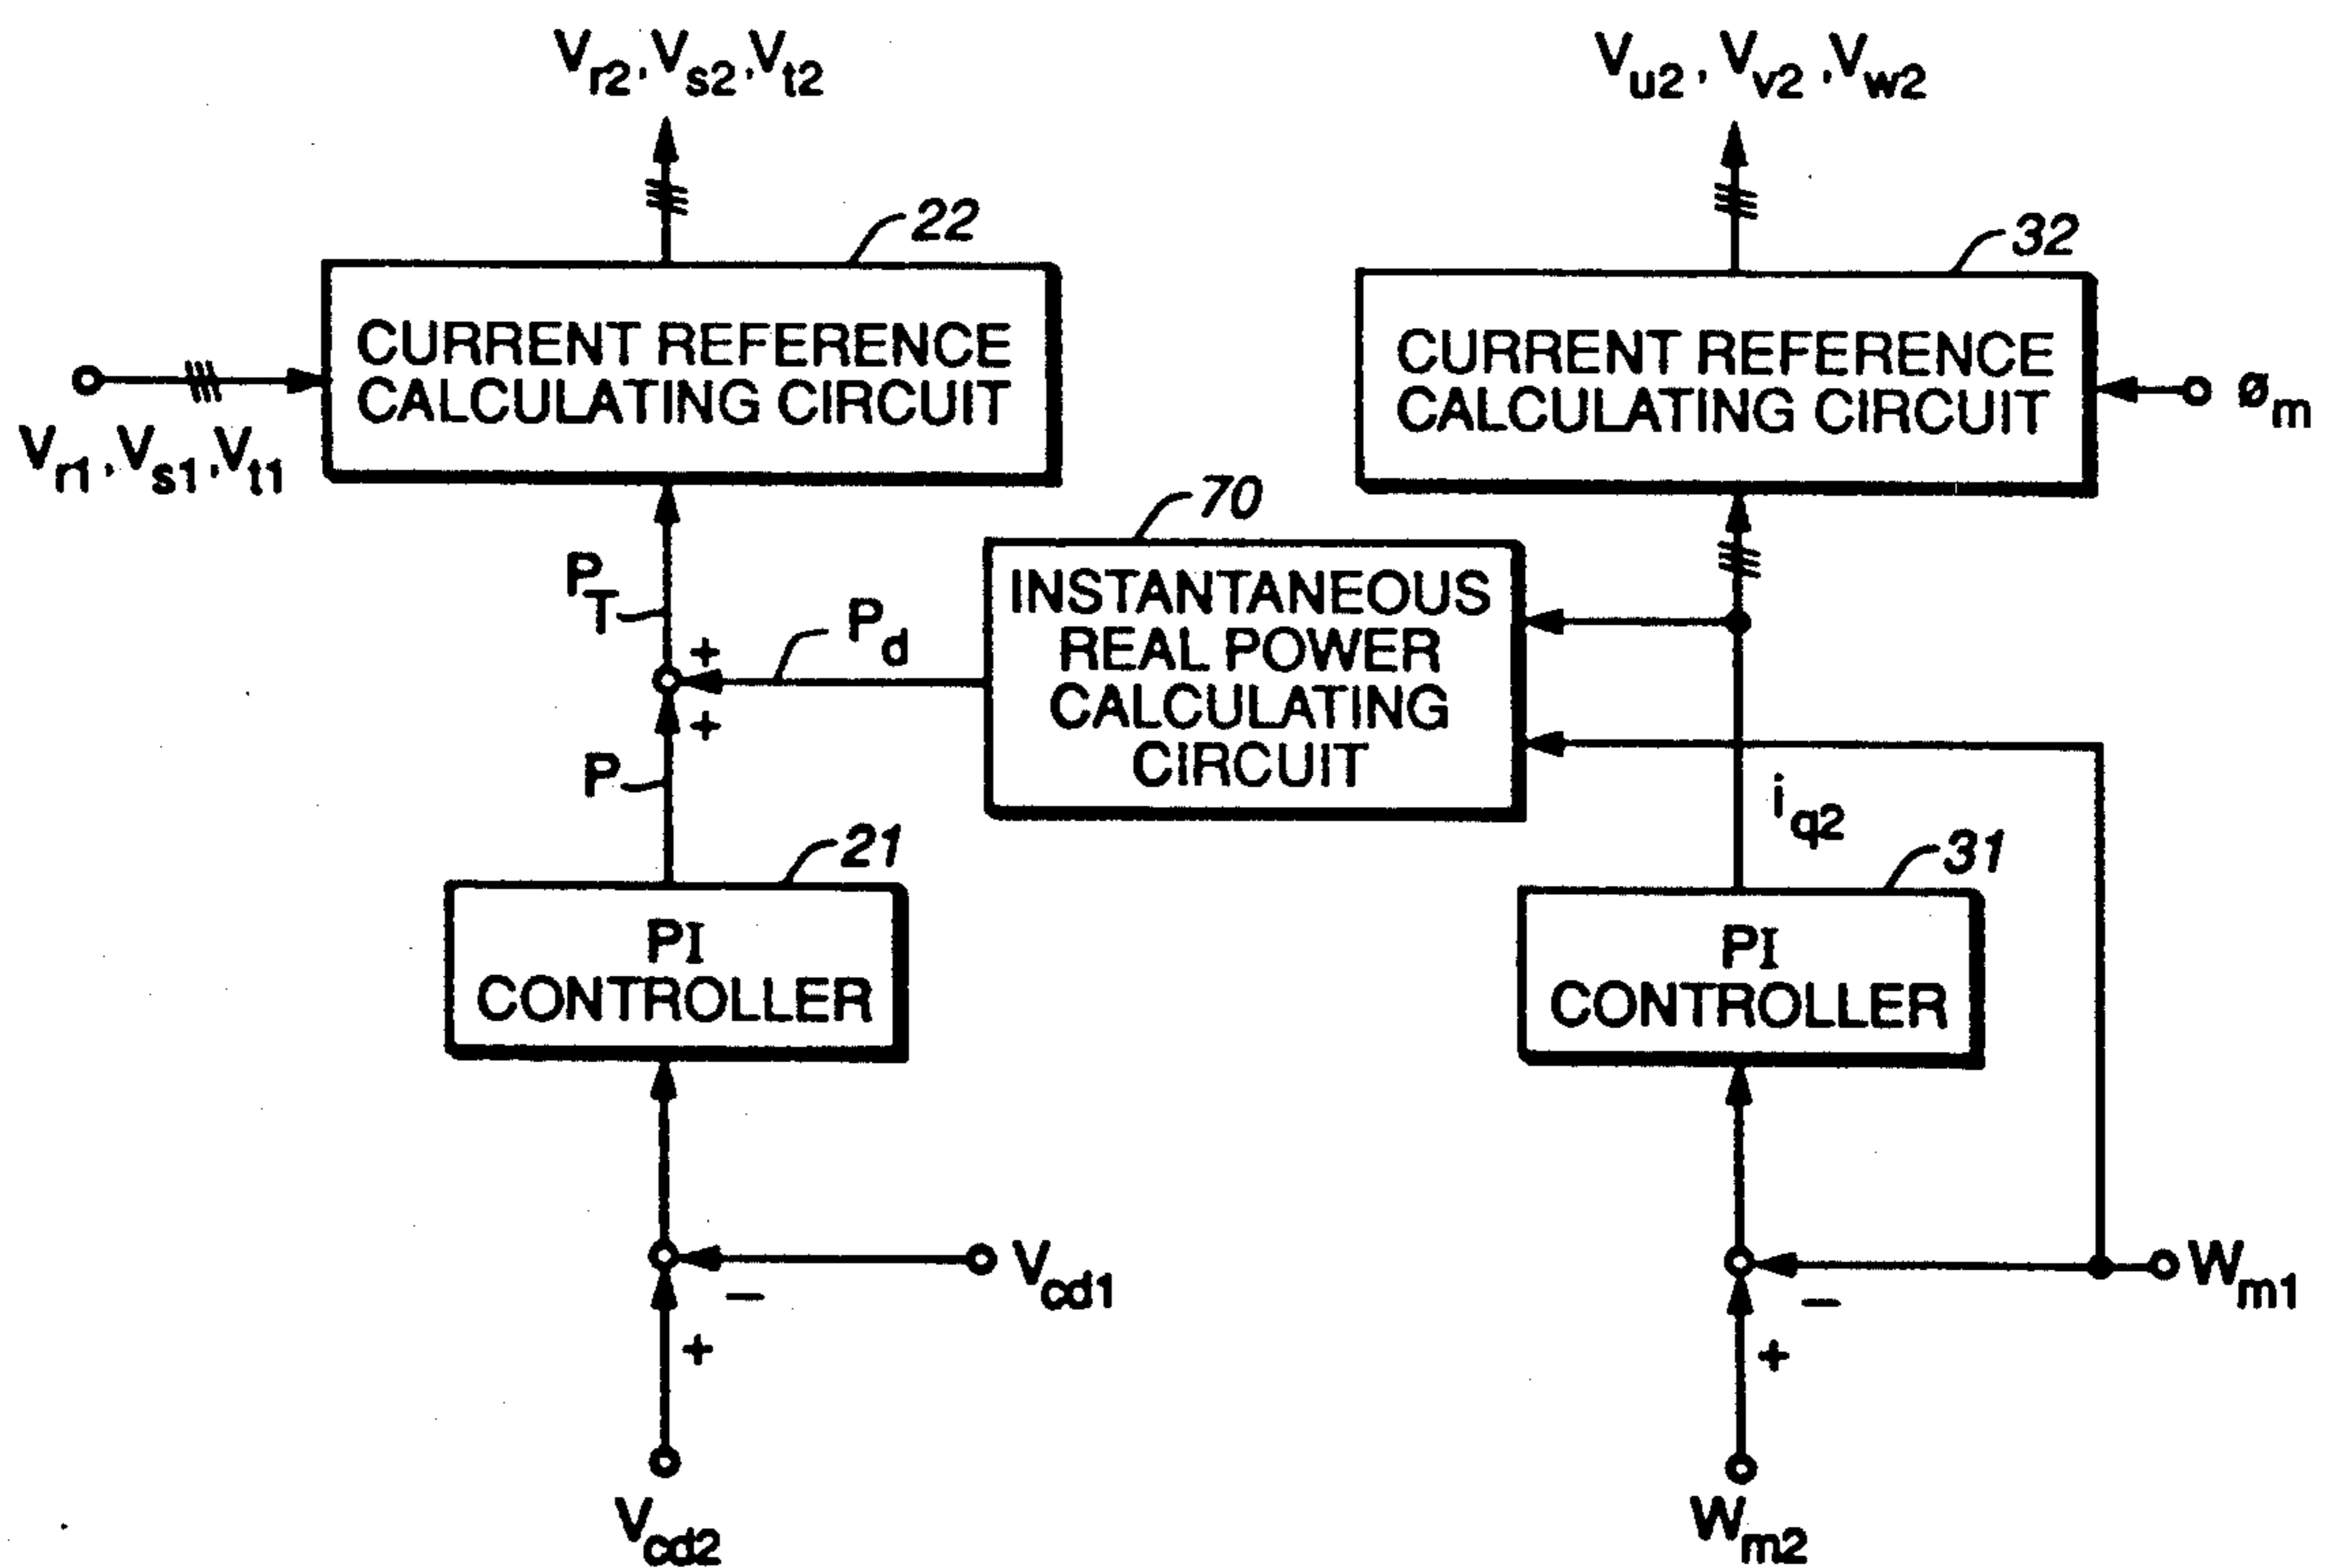 Vr2, Vs2, Vt2
Vu2, Vv2, Vw2
22
32
CURRENT REFERENCE
CALCULATING CIRCUIT
CURRENT REFERENCE
CALCULATING CIRCUIT
øm
Vr1, Vs1, Vt1
70
INSTANTANEOUS
REAL POWER
CALCULATING
CIRCUIT
PT
Pd
+
+
P
iq2
21
31
PI
CONTROLLER
PI
CONTROLLER
Vcd1
Wm1
−
−
+
+
Vcd2
Wm2